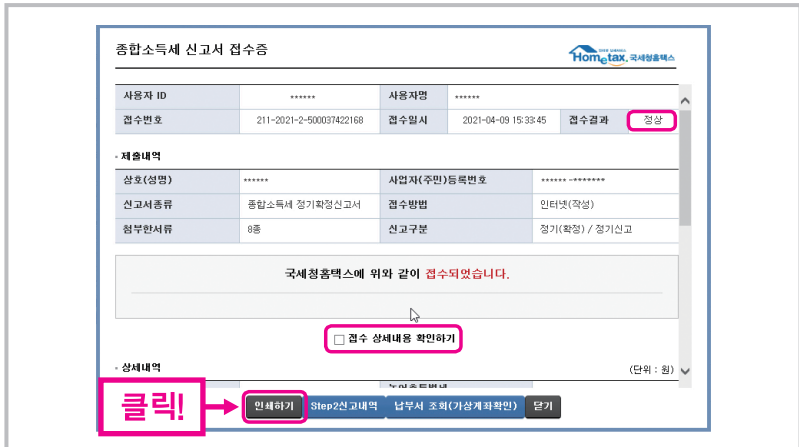 종합소득세 신고서 접수증
Hometax. 국세청홈택스
사용자 ID ****** 사용자명 ******
접수번호 211-2021-2-500037422168 접수일시 2021-04-09 15:33:45 접수결과 정상
- 제출내역
상호(성명) ****** 사업자(주민)등록번호 ******-*******
신고서종류 종합소득세 정기확정신고서 접수방법 인터넷(작성)
첨부한서류 8종 신고구분 정기(확정) / 정기신고
국세청홈택스에 위와 같이 접수되었습니다.
접수 상세내용 확인하기
- 상세내역 (단위 : 원)
클릭!
인쇄하기 Step2신고내역 납부서 조회(가상계좌확인) 닫기